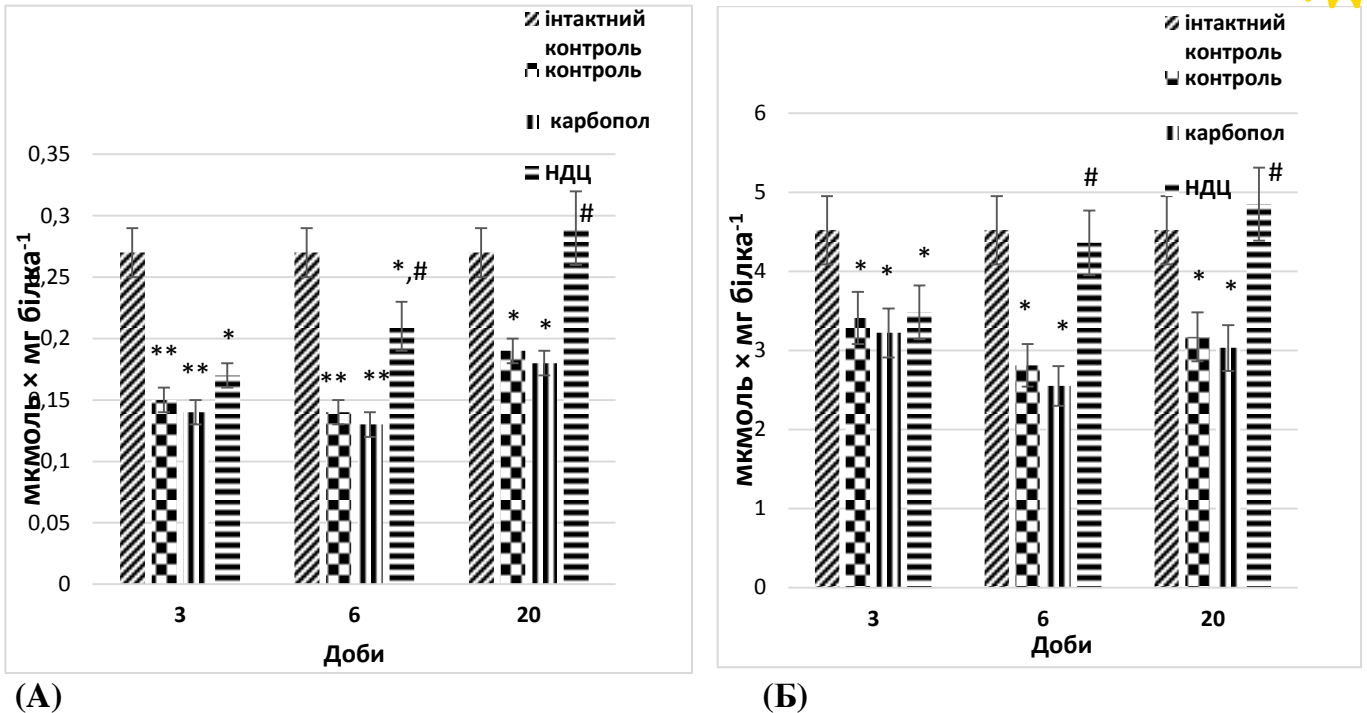 інтактний
контроль
контроль
карбопол
НДЦ
0,35
0,3
0,25
0,2
0,15
0,1
0,05
0
мкмоль × мг білка-1
** ** *
** ** *,#
* * #
3 6 20
Доби
(А)
інтактний
контроль
контроль
карбопол
НДЦ
6
5
4
3
2
1
0
мкмоль × мг білка-1
* * *
* * #
* * #
3 6 20
Доби
(Б)